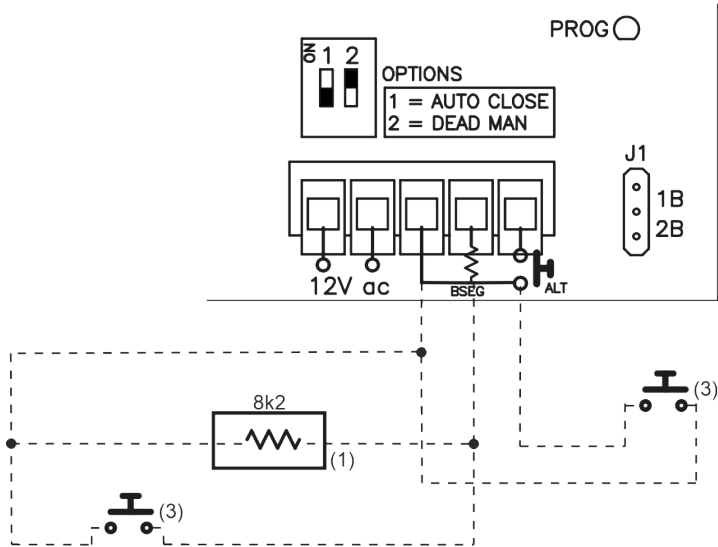 PROG
ON 1 2
OPTIONS
1 = AUTO CLOSE
2 = DEAD MAN
J1
1B
2B
12V ac
BSEG
ALT
(3)
8k2
(1)
(3)